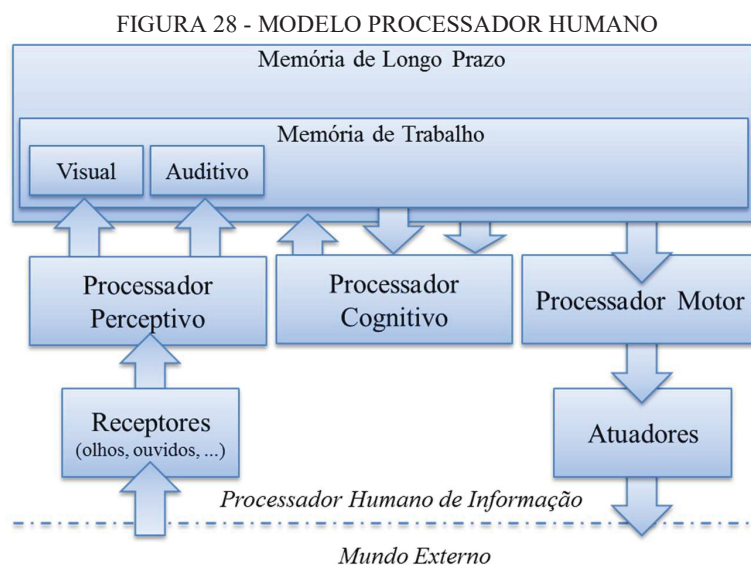 FIGURA 28 - MODELO PROCESSADOR HUMANO
Memória de Longo Prazo
Memória de Trabalho
Visual
Auditivo
Processador
Perceptivo
Processador
Cognitivo
Processador Motor
Receptores
(olhos, ouvidos, ...)
Atuadores
Processador Humano de Informação
Mundo Externo